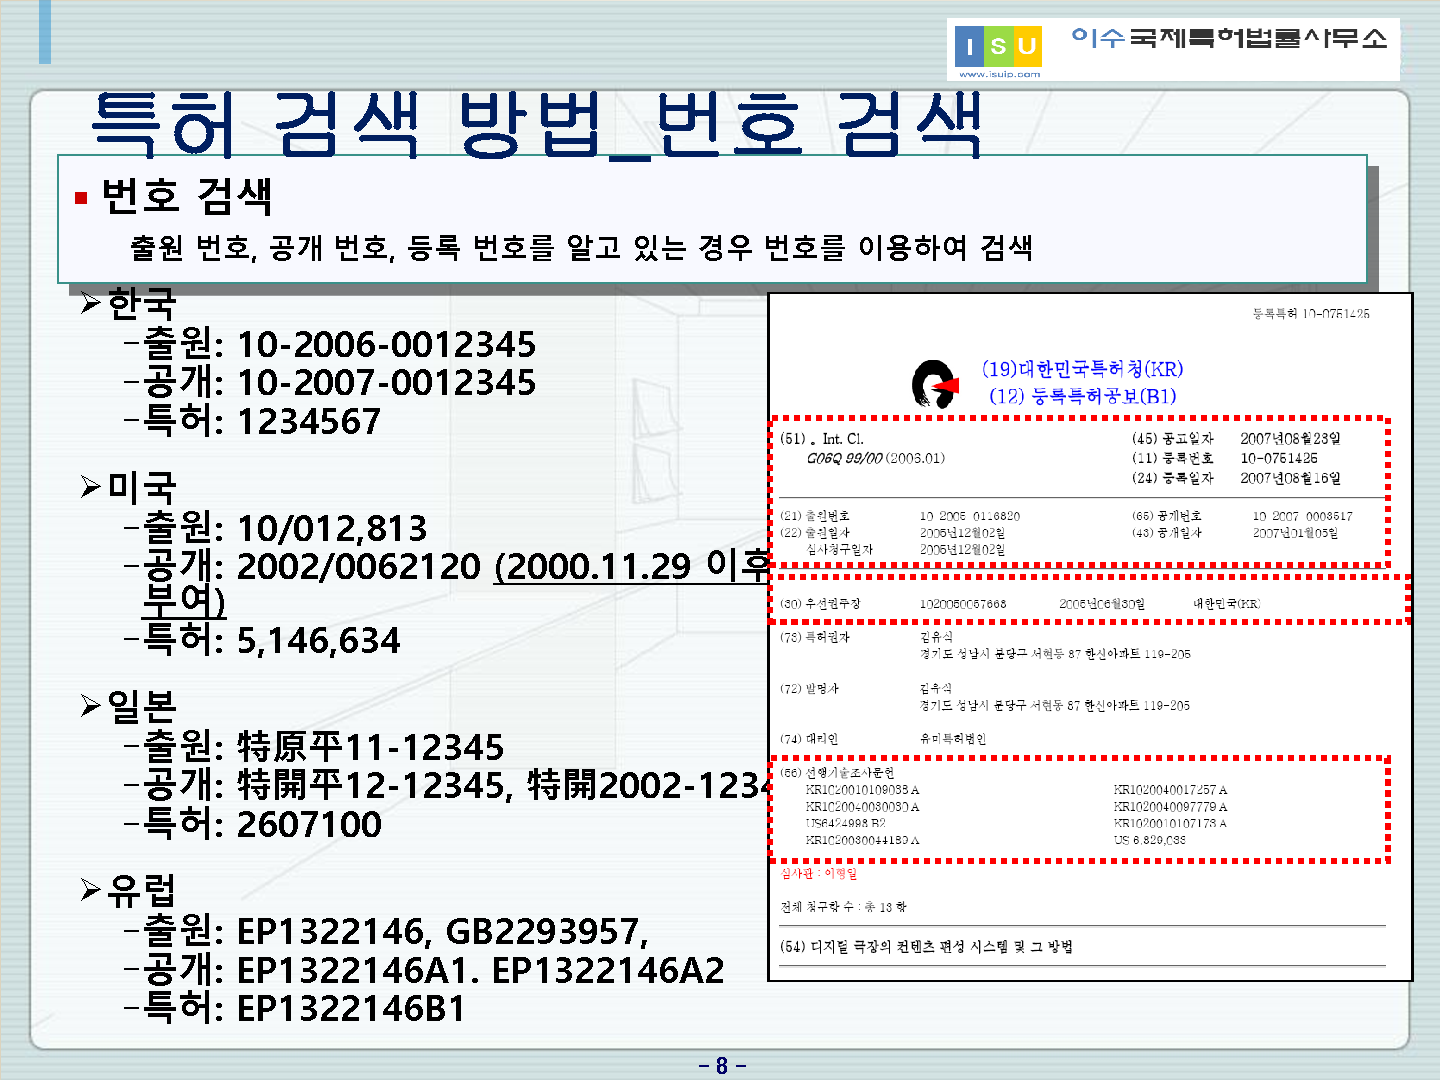 ISU
www.isuip.com
이수국제특허법률사무소
특허 검색 방법_번호 검색
번호 검색
출원 번호, 공개 번호, 등록 번호를 알고 있는 경우 번호를 이용하여 검색
한국
-출원: 10-2006-0012345
-공개: 10-2007-0012345
-특허: 1234567
미국
-출원: 10/012,813
-공개: 2002/0062120 (2000.11.29 이후
부여)
-특허: 5,146,634
일본
-출원: 特原平11-12345
-공개: 特開平12-12345, 特開2002-1234
-특허: 2607100
유럽
-출원: EP1322146, GB2293957,
-공개: EP1322146A1. EP1322146A2
-특허: EP1322146B1
등록특허 10-0751425
(19)대한민국특허청(KR)
(12) 등록특허공보(B1)
(51) 。Int. Cl.
G06Q 99/00 (2006.01)
(45) 공고일자 2007년08월23일
(11) 등록번호 10-0751425
(24) 등록일자 2007년08월16일
(21) 출원번호 10-2005-0116820
(22) 출원일자 2005년12월02일
심사청구일자 2005년12월02일
(65) 공개번호 10-2007-0003517
(43) 공개일자 2007년01월05일
(30) 우선권주장 1020050057668 2005년06월30일 대한민국(KR)
(73) 특허권자 김유식
경기도 성남시 분당구 서현동 87 한신아파트 119-205
(72) 발명자 김유식
경기도 성남시 분당구 서현동 87 한신아파트 119-205
(74) 대리인 유미특허법인
(56) 선행기술조사문헌
KR1020010109038 A KR1020040017257 A
KR1020040030030 A KR1020040097779 A
US6424998 B2 KR1020010107173 A
KR1020030044189 A US 6,829,033
심사관 : 이형일
전체 청구항 수 : 총 13 항
(54) 디지털 극장의 컨텐츠 편성 시스템 및 그 방법
- 8 -